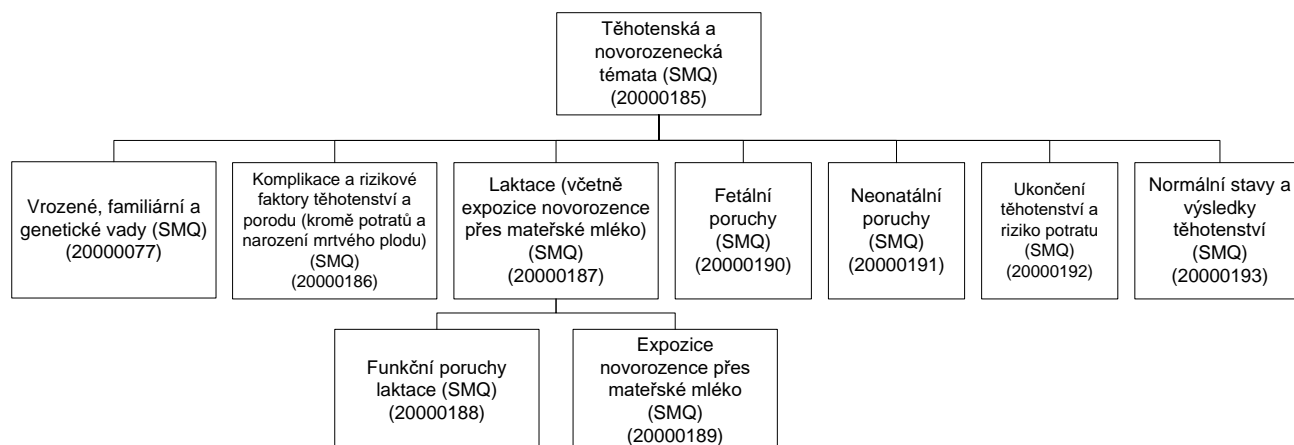 Těhotenská a
novorozenecká
témata (SMQ)
(20000185)
Vrozené, familiární a
genetické vady (SMQ)
(20000077)
Komplikace a rizikové
faktory těhotenství a
porodu (kromě potratů a
narození mrtvého plodu)
(SMQ)
(20000186)
Laktace (včetně
expozice novorozence
přes mateřské mléko)
(SMQ)
(20000187)
Fetální
poruchy
(SMQ)
(20000190)
Neonatální
poruchy
(SMQ)
(20000191)
Ukončení
těhotenství a
riziko potratu
(SMQ)
(20000192)
Normální stavy a
výsledky
těhotenství
(SMQ)
(20000193)
Funkční poruchy
laktace (SMQ)
(20000188)
Expozice
novorozence přes
mateřské mléko
(SMQ)
(20000189)